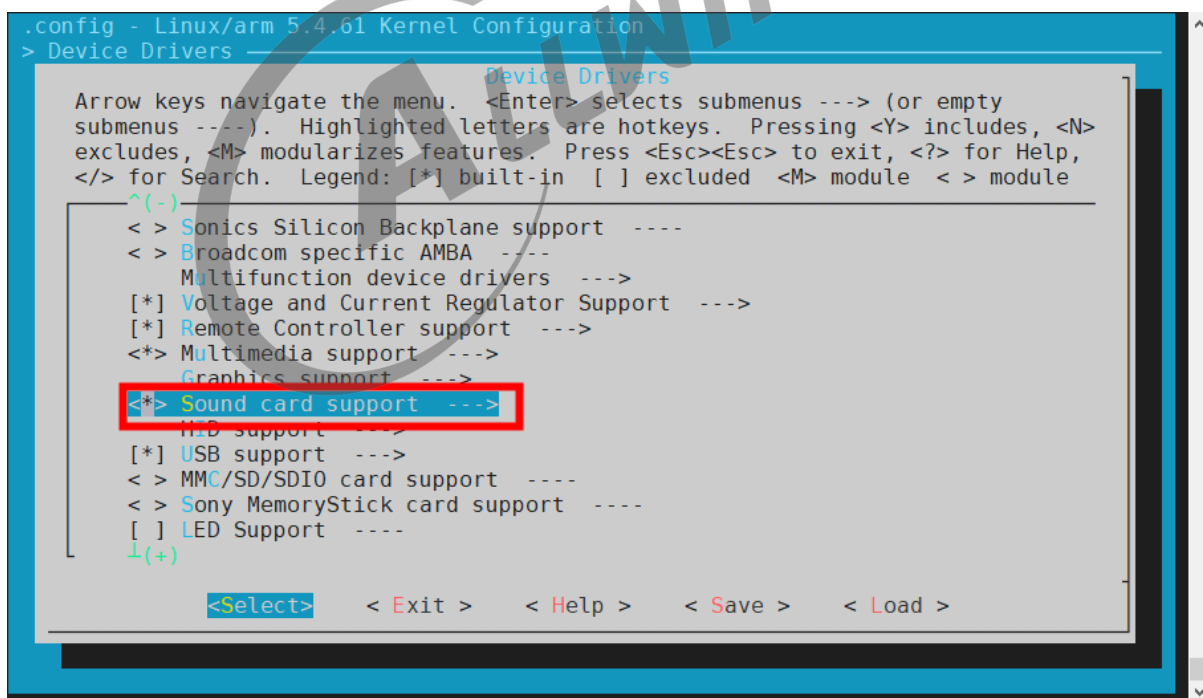 .config - Linux/arm 5.4.61 Kernel Configuration
> Device Drivers
Device Drivers
Arrow keys navigate the menu.  <Enter> selects submenus ---> (or empty
submenus ----).  Highlighted letters are hotkeys.  Pressing <Y> includes, <N>
excludes, <M> modularizes features.  Press <Esc><Esc> to exit, <?> for Help,
</> for Search.  Legend: [*] built-in  [ ] excluded  <M> module  < > module
^(-)
< > Sonics Silicon Backplane support  ----
< > Broadcom specific AMBA  ----
Multifunction device drivers  --->
[*] Voltage and Current Regulator Support  --->
[*] Remote Controller support  --->
<*> Multimedia support  --->
Graphics support  --->
<*> Sound card support  --->
HID support  --->
[*] USB support  --->
< > MMC/SD/SDIO card support  ----
< > Sony MemoryStick card support  ----
[ ] LED Support  ----
┴(+)
<Select>    < Exit >    < Help >    < Save >    < Load >
ALLWI